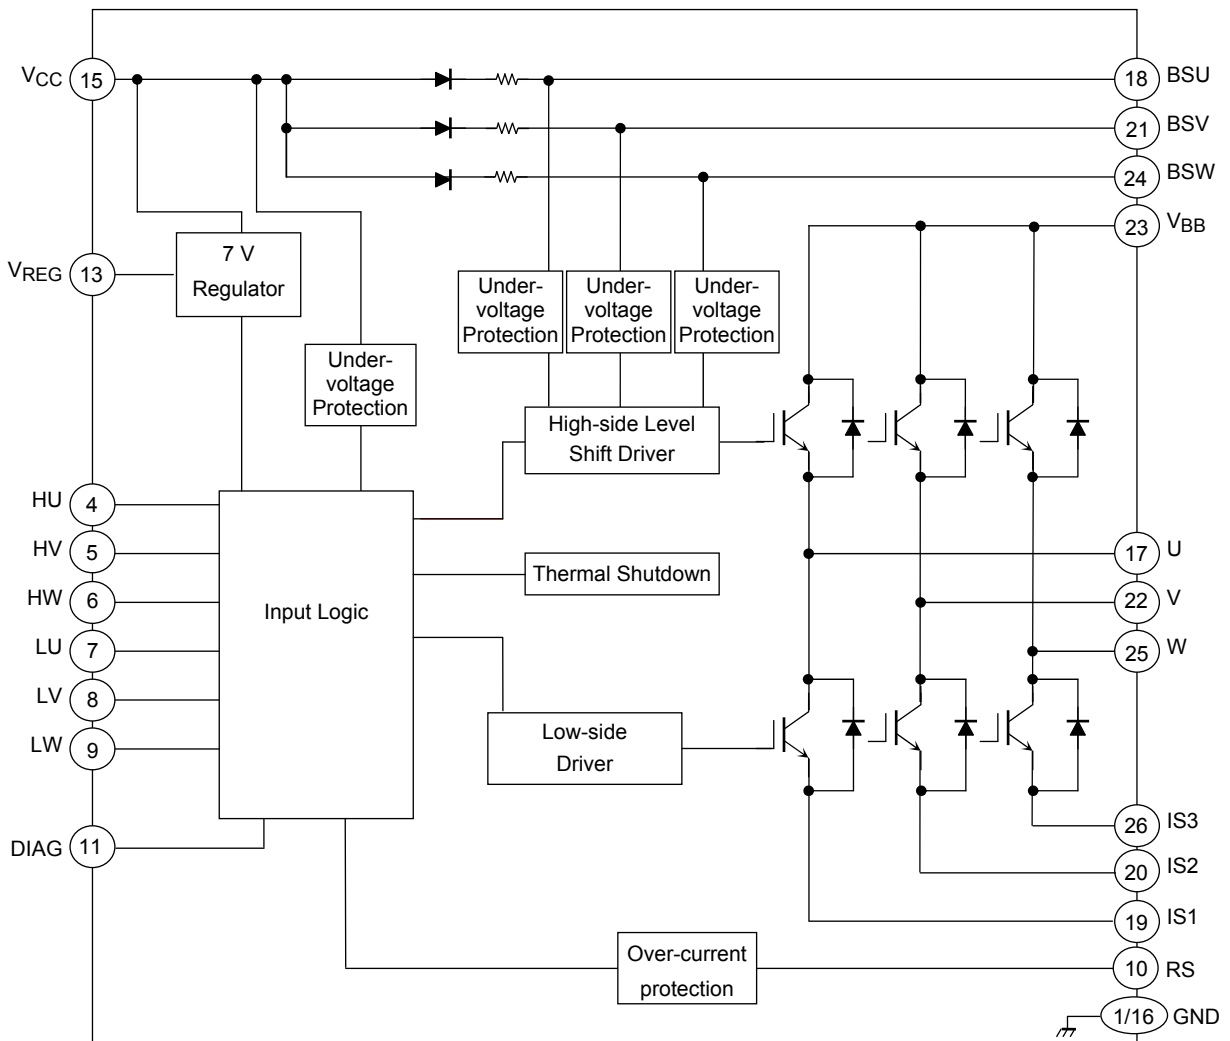 VCC 15
18 BSU
21 BSV
24 BSW
23 VBB
7 V
Regulator
VREG 13
Under-
voltage
Protection
Under-
voltage
Protection
Under-
voltage
Protection
Under-
voltage
Protection
High-side Level
Shift Driver
HU 4
HV 5
HW 6
LU 7
LV 8
LW 9
DIAG 11
Input Logic
Thermal Shutdown
Low-side
Driver
17 U
22 V
25 W
26 IS3
20 IS2
19 IS1
Over-current
protection
10 RS
1/16 GND